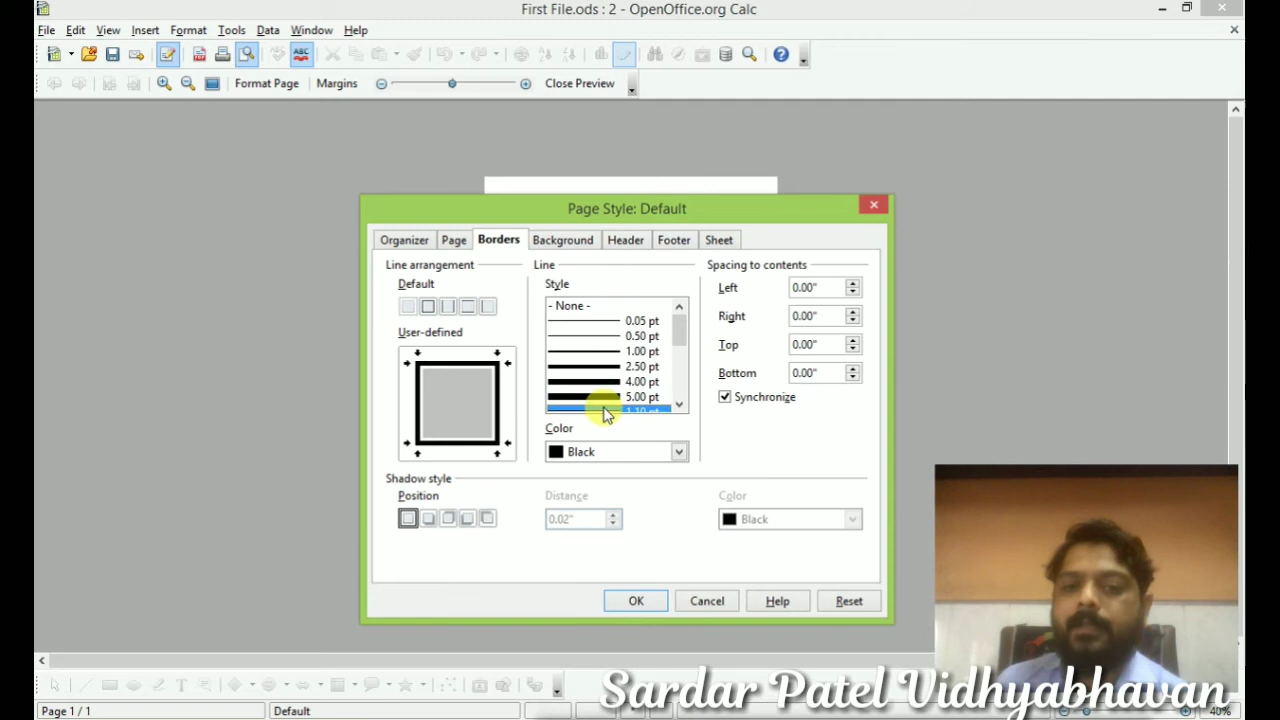 First File.ods : 2 - OpenOffice.org Calc
File Edit View Insert Format Tools Data Window Help
Format Page Margins Close Preview
Page Style: Default
Organizer Page Borders Background Header Footer Sheet
Line arrangement Line Spacing to contents
Default Style Left 0.00"
- None -
0.05 pt
Right 0.00"
User-defined 0.50 pt
1.00 pt Top 0.00"
2.50 pt
4.00 pt Bottom 0.00"
5.00 pt Synchronize
1.10 pt
Color
Black
Shadow style
Position Distance Color
0.02" Black
OK Cancel Help Reset
Sardar Patel Vidhyabhavan
Page 1 / 1 Default 40%